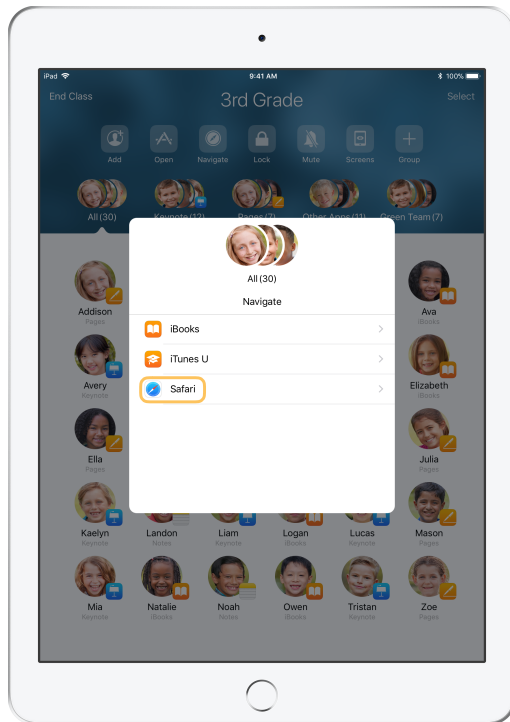 iPad 9:41 AM 100%
End Class 3rd Grade Select
Add Open Navigate Lock Mute Screens Group
All (30) Keynote (12) Pages (7) Other Apps (11) Green Team (7)
All (30)
Navigate
iBooks
iTunes U
Safari
Addison Ava
Pages iBooks
Avery Elizabeth
Keynote iBooks
Ella Julia
Pages Pages
Kaelyn Landon Liam Logan Lucas Mason
Keynote Notes Keynote iBooks Keynote Pages
Mia Natalie Noah Owen Tristan Zoe
Keynote iBooks Notes iBooks Keynote Pages